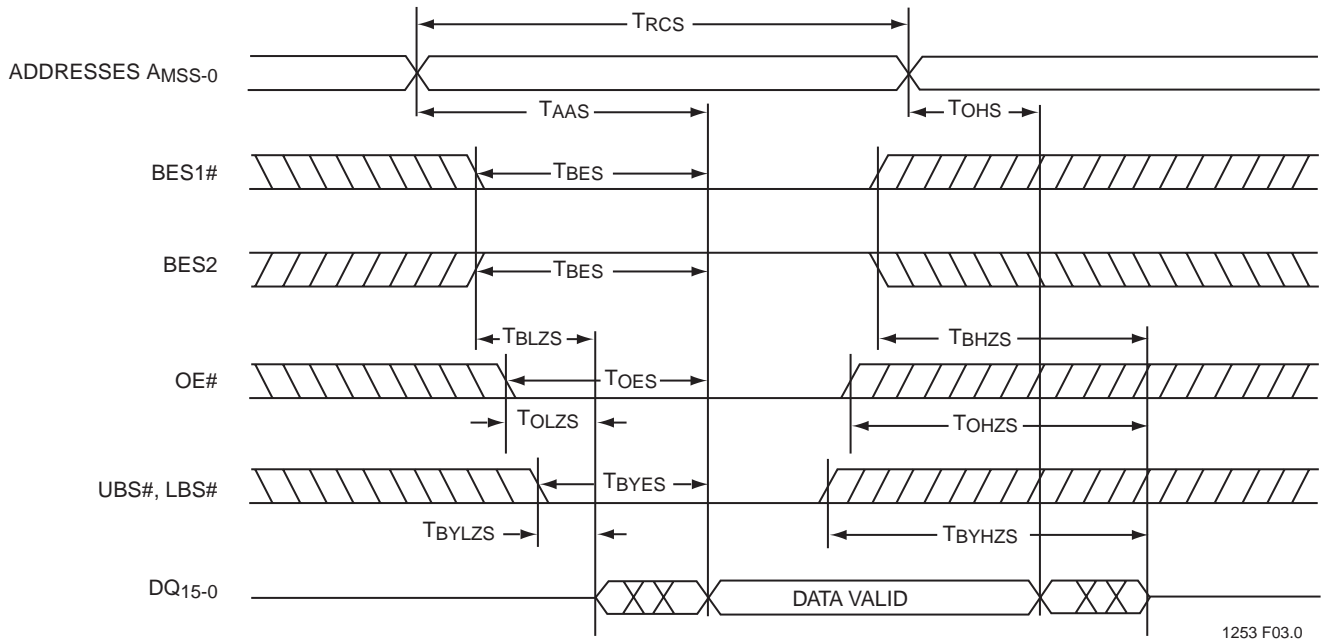 TRCS
ADDRESSES AMSS-0
TAAS
TOHS
BES1#
TBES
BES2
TBES
TBLZS
TBHZS
OE#
TOES
TOLZS
TOHZS
UBS#, LBS#
TBYES
TBYLZS
TBYHZS
DQ15-0
DATA VALID
1253 F03.0